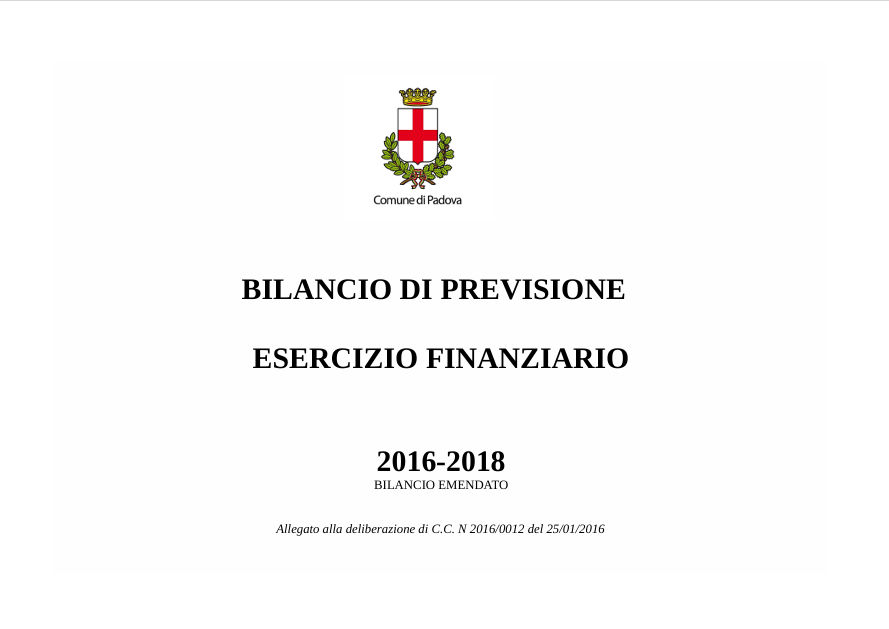 Comune di Padova
BILANCIO DI PREVISIONE
ESERCIZIO FINANZIARIO
2016-2018
BILANCIO EMENDATO
Allegato alla deliberazione di C.C. N 2016/0012 del 25/01/2016